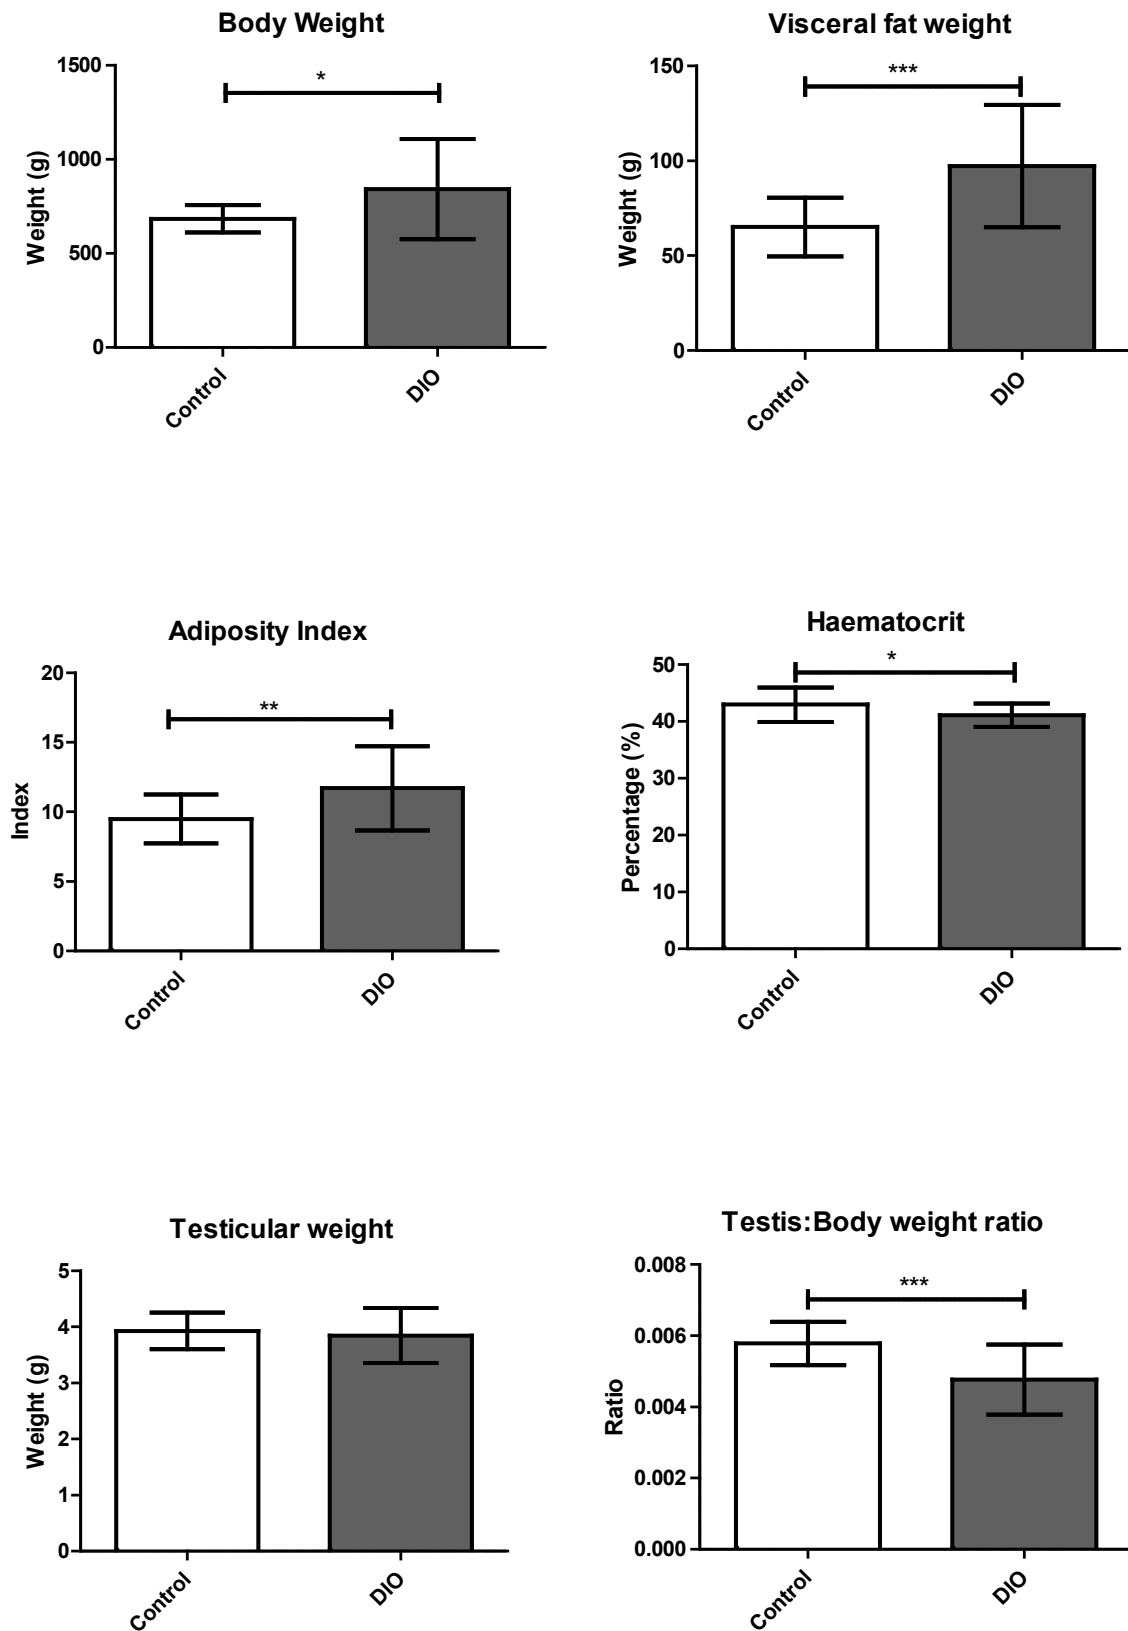 Body Weight
1500
1000
500
0
Weight (g)
*
Control
DIO
Visceral fat weight
150
100
50
0
Weight (g)
***
Control
DIO
Adiposity Index
20
15
10
5
0
Index
**
Control
DIO
Haematocrit
50
40
30
20
10
0
Percentage (%)
*
Control
DIO
Testicular weight
5
4
3
2
1
0
Weight (g)
Control
DIO
Testis:Body weight ratio
0.008
0.006
0.004
0.002
0.000
Ratio
***
Control
DIO